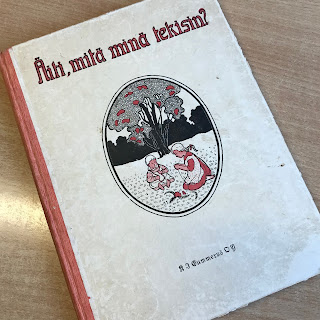 Äiti, mitä minä tekisin?
K J Gummerus O Y